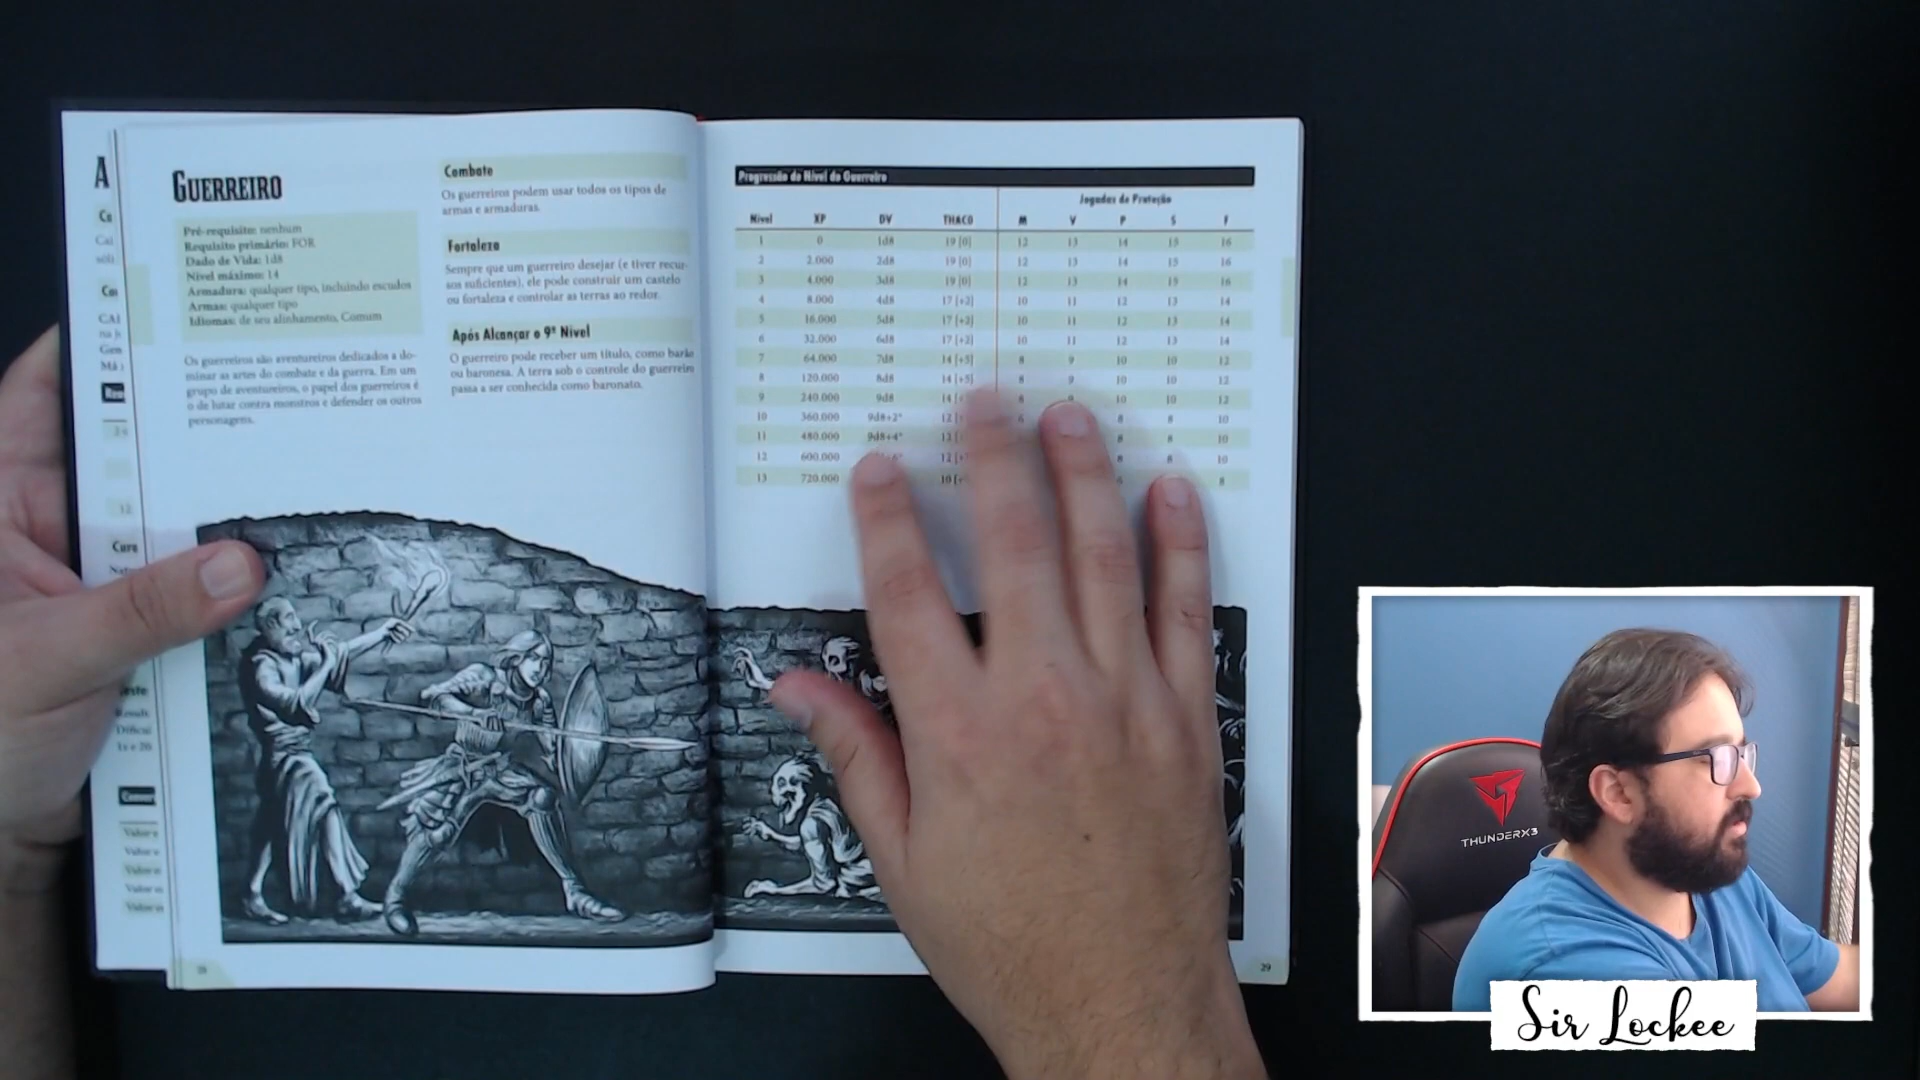 GUERREIRO
Pré-requisito: nenhum
Requisito primário: FOR
Dado de Vida: 1d8
Nível máximo: 14
Armadura: qualquer tipo, incluindo escudos
Armas: qualquer tipo
Idiomas: de seu alinhamento, Comum
Os guerreiros são aventureiros dedicados a do-
minar as artes do combate e da guerra. Em um
grupo de aventureiros, o papel dos guerreiros é
o de lutar contra monstros e defender os outros
personagens.
Combate
Os guerreiros podem usar todos os tipos de
armas e armaduras.
Fortaleza
Sempre que um guerreiro desejar (e tiver recur-
sos suficientes), ele pode construir um castelo
ou fortaleza e controlar as terras ao redor.
Após Alcançar o 9º Nível
O guerreiro pode receber um título, como barão
ou baronesa. A terra sob o controle do guerreiro
passa a ser conhecida como baronato.
28
Progressão de Nível do Guerreiro
Jogadas de Proteção
Nível XP DV THAC0 M V P S F
1 0 1d8 19 [0] 12 13 14 15 16
2 2.000 2d8 19 [0] 12 13 14 15 16
3 4.000 3d8 19 [0] 12 13 14 15 16
4 8.000 4d8 17 [+2] 10 11 12 13 14
5 16.000 5d8 17 [+2] 10 11 12 13 14
6 32.000 6d8 17 [+2] 10 11 12 13 14
7 64.000 7d8 14 [+5] 8 9 10 10 12
8 120.000 8d8 14 [+5] 8 9 10 10 12
9 240.000 9d8 14 8 9 10 10 12
10 360.000 9d8+2* 12 6 8 8 10
11 480.000 9d8+4* 12 8 8 10
12 600.000 12 8 8 10
13 720.000 10 6 8
29
THUNDERX3
Sir Lockee